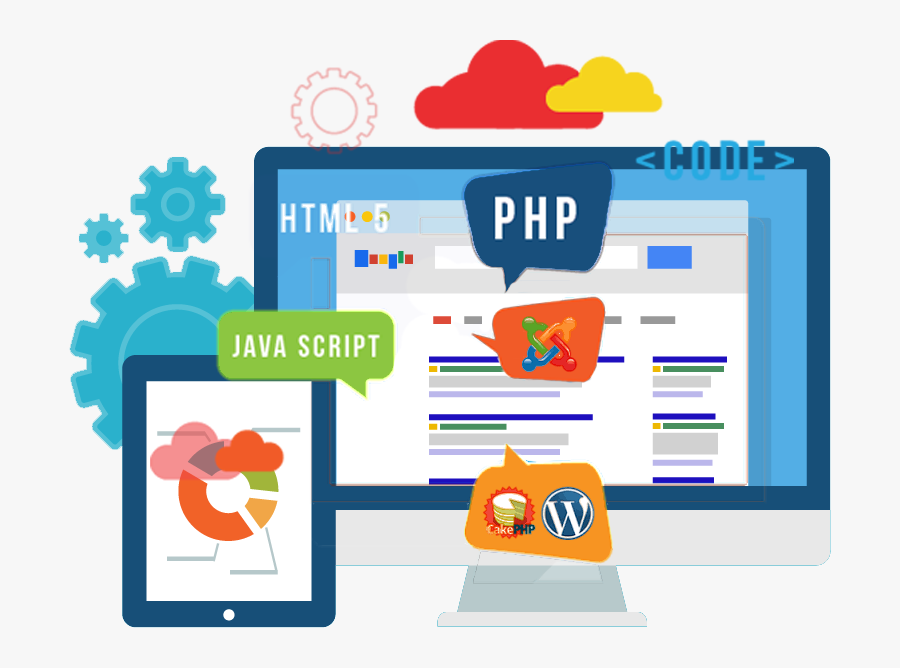 <CODE>
HTML 5
PHP
JAVA SCRIPT
CakePHP
W